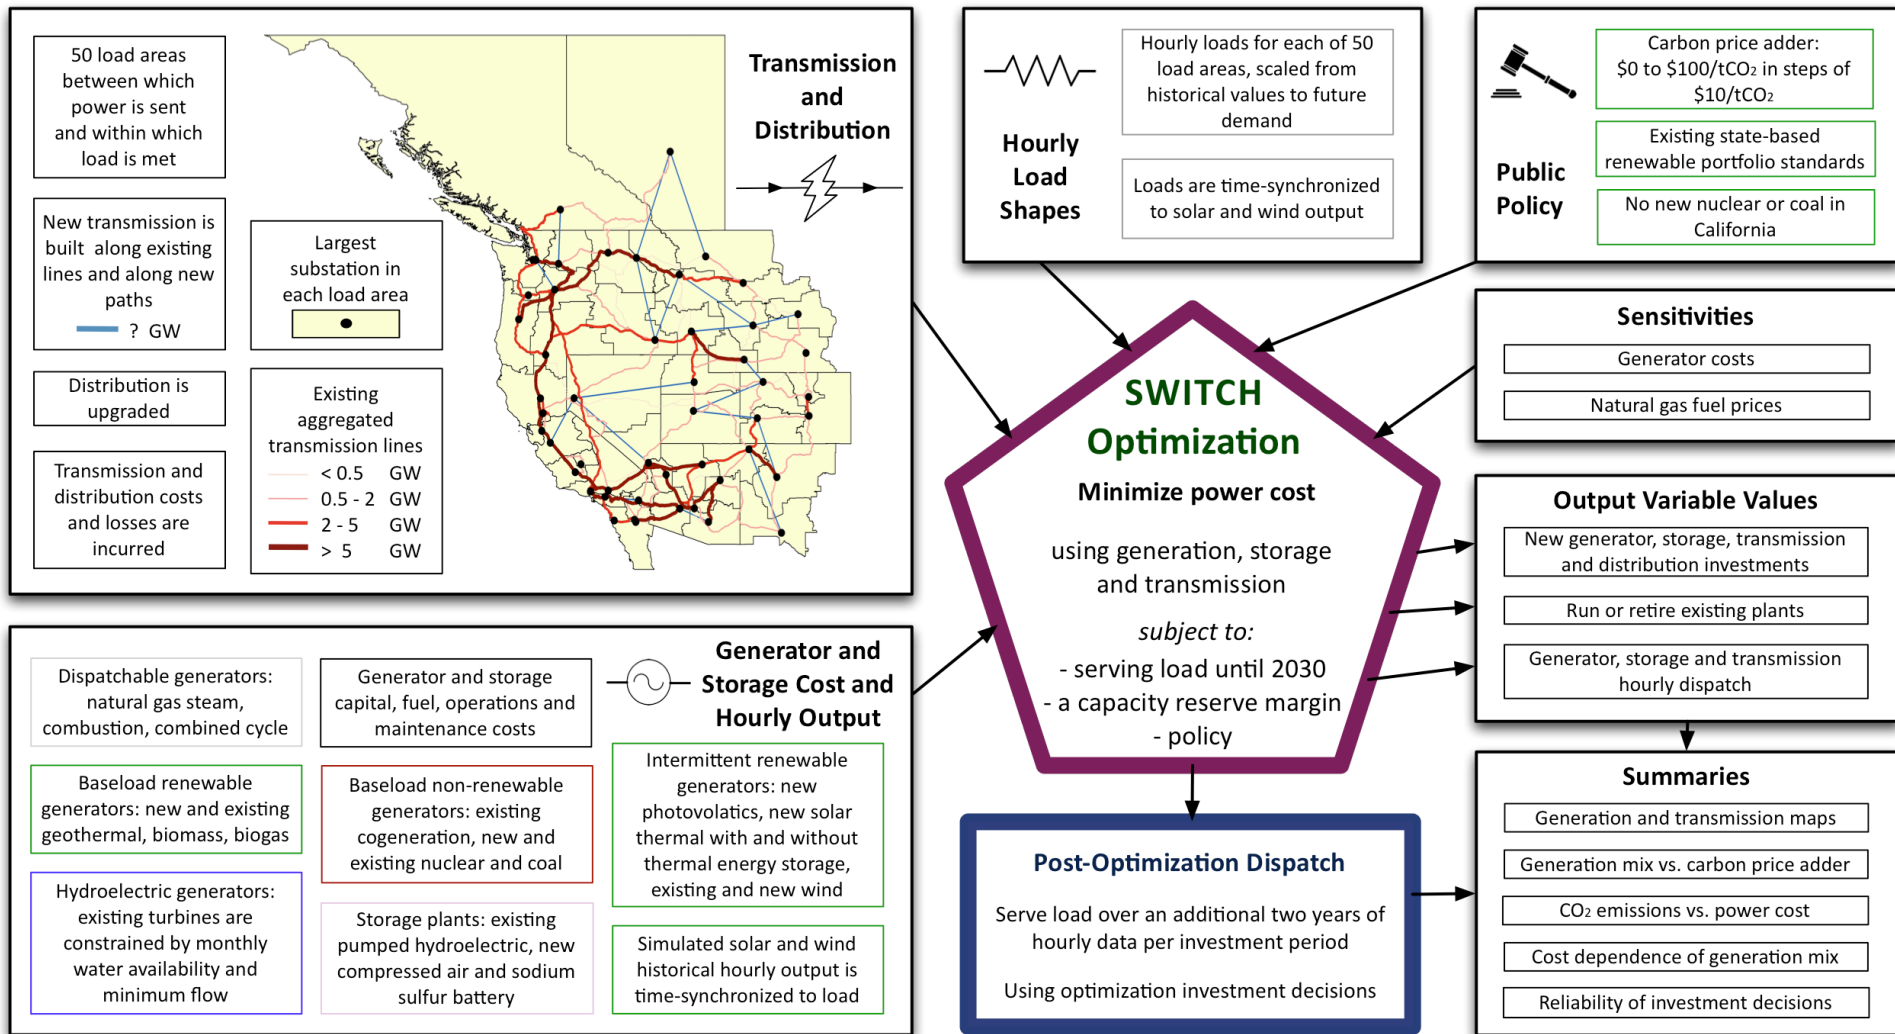 50 load areas
between which
power is sent
and within which
load is met
New transmission is
built along existing
lines and along new
paths
? GW
Distribution is
upgraded
Transmission and
distribution costs
and losses are
incurred
Largest
substation in
each load area
Existing
aggregated
transmission lines
< 0.5 GW
0.5 - 2 GW
2 - 5 GW
> 5 GW
Transmission
and
Distribution
Hourly
Load
Shapes
Hourly loads for each of 50
load areas, scaled from
historical values to future
demand
Loads are time-synchronized
to solar and wind output
Public
Policy
Carbon price adder:
$0 to $100/tCO2 in steps of
$10/tCO2
Existing state-based
renewable portfolio standards
No new nuclear or coal in
California
Sensitivities
Generator costs
Natural gas fuel prices
SWITCH
Optimization
Minimize power cost
using generation, storage
and transmission
subject to:
- serving load until 2030
- a capacity reserve margin
- policy
Output Variable Values
New generator, storage, transmission
and distribution investments
Run or retire existing plants
Generator, storage and transmission
hourly dispatch
Generator and
Storage Cost and
Hourly Output
Dispatchable generators:
natural gas steam,
combustion, combined cycle
Generator and storage
capital, fuel, operations and
maintenance costs
Baseload renewable
generators: new and existing
geothermal, biomass, biogas
Baseload non-renewable
generators: existing
cogeneration, new and
existing nuclear and coal
Intermittent renewable
generators: new
photovolatics, new solar
thermal with and without
thermal energy storage,
existing and new wind
Hydroelectric generators:
existing turbines are
constrained by monthly
water availability and
minimum flow
Storage plants: existing
pumped hydroelectric, new
compressed air and sodium
sulfur battery
Simulated solar and wind
historical hourly output is
time-synchronized to load
Post-Optimization Dispatch
Serve load over an additional two years of
hourly data per investment period
Using optimization investment decisions
Summaries
Generation and transmission maps
Generation mix vs. carbon price adder
CO2 emissions vs. power cost
Cost dependence of generation mix
Reliability of investment decisions